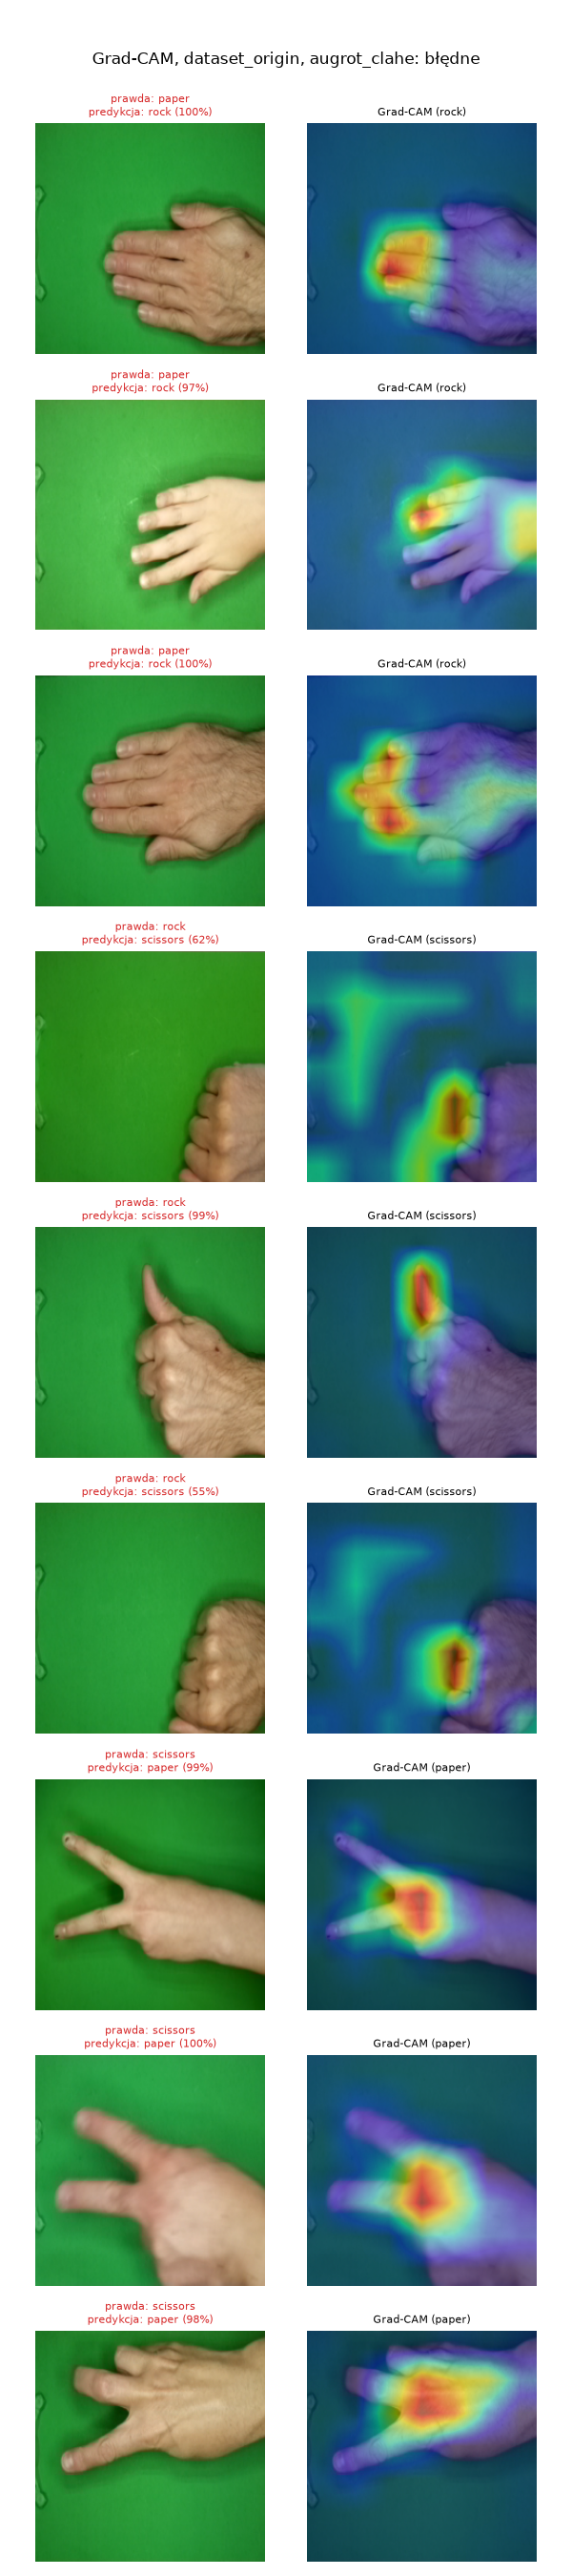 Grad-CAM, dataset_origin, augrot_clahe: błędne
prawda: paper
predykcja: rock (100%)
Grad-CAM (rock)
prawda: paper
predykcja: rock (97%)
Grad-CAM (rock)
prawda: paper
predykcja: rock (100%)
Grad-CAM (rock)
prawda: rock
predykcja: scissors (62%)
Grad-CAM (scissors)
prawda: rock
predykcja: scissors (99%)
Grad-CAM (scissors)
prawda: rock
predykcja: scissors (55%)
Grad-CAM (scissors)
prawda: scissors
predykcja: paper (99%)
Grad-CAM (paper)
prawda: scissors
predykcja: paper (100%)
Grad-CAM (paper)
prawda: scissors
predykcja: paper (98%)
Grad-CAM (paper)